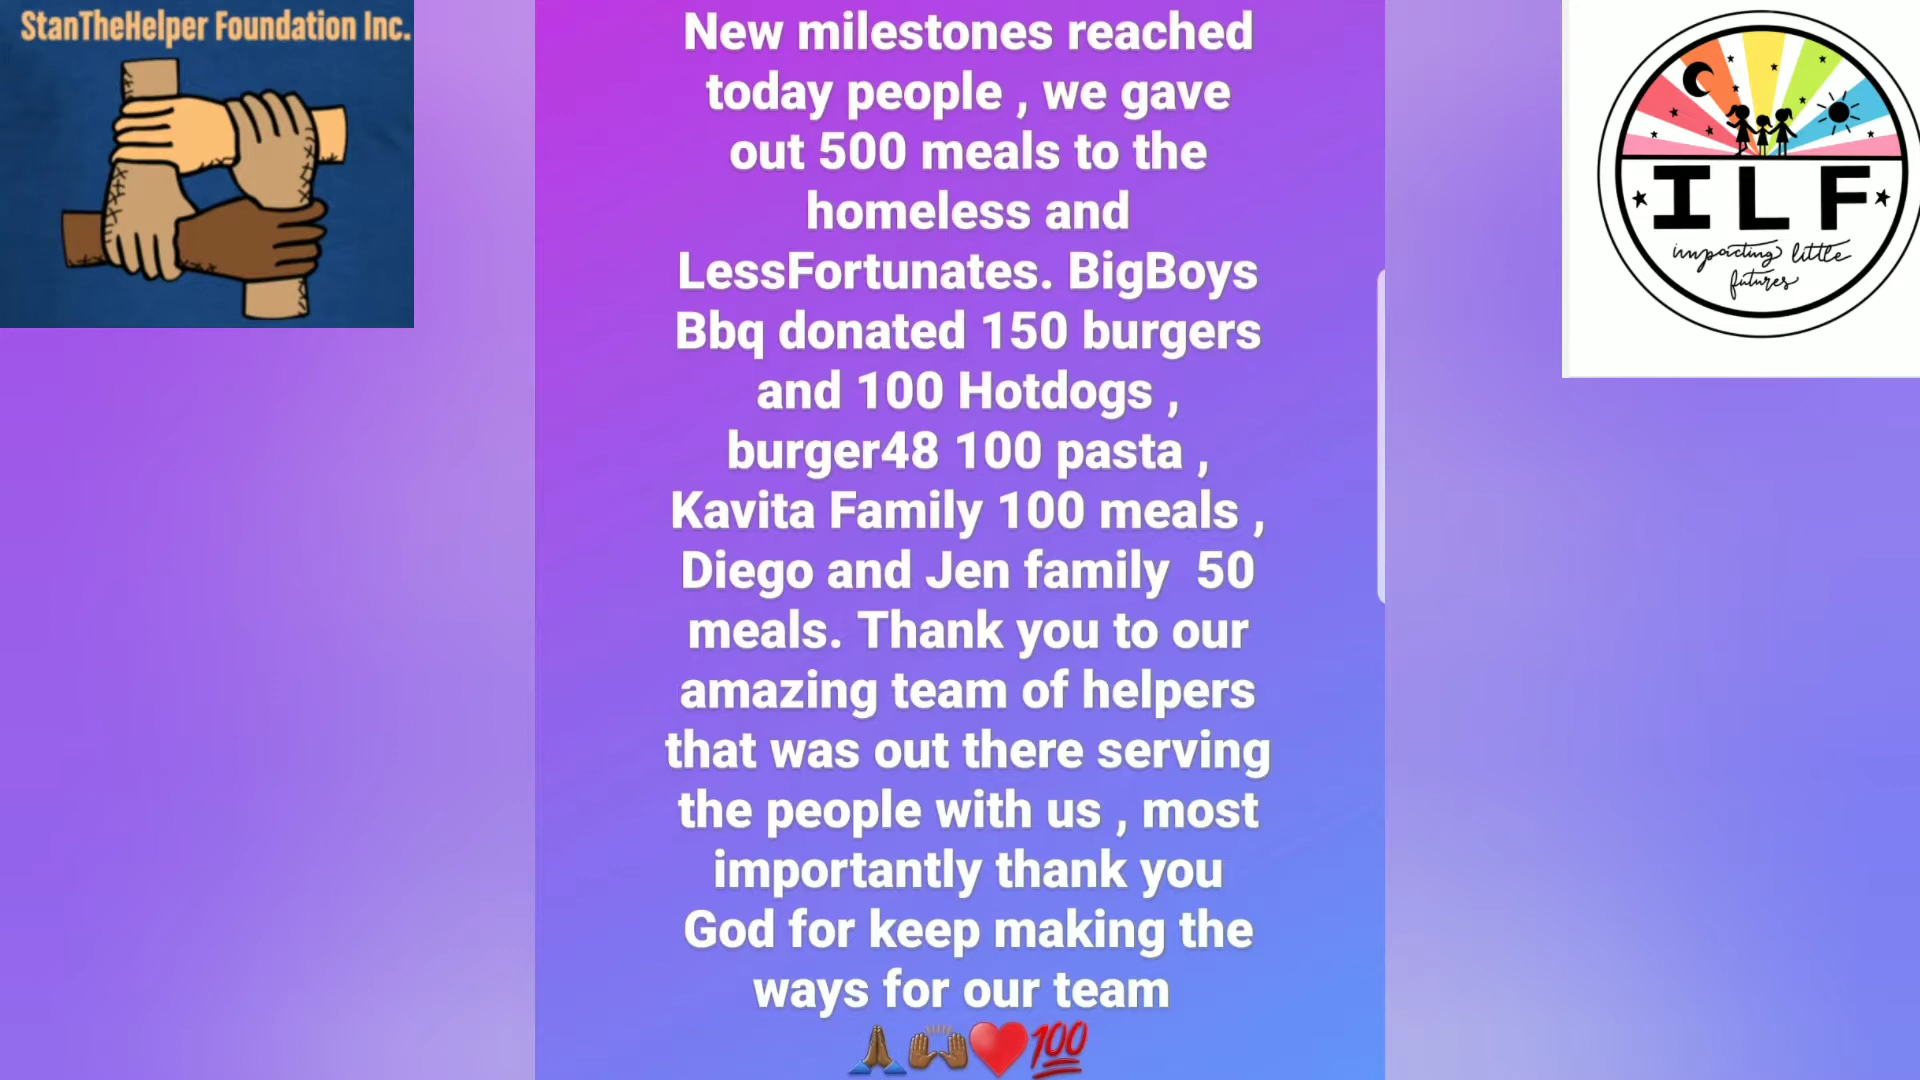 StanTheHelper Foundation Inc.
New milestones reached
today people , we gave
out 500 meals to the
homeless and
LessFortunates. BigBoys
Bbq donated 150 burgers
and 100 Hotdogs ,
burger48 100 pasta ,
Kavita Family 100 meals ,
Diego and Jen family  50
meals. Thank you to our
amazing team of helpers
that was out there serving
the people with us , most
importantly thank you
God for keep making the
ways for our team
🙏🏾🙌🏾❤️💯
ILF
impacting little
futures